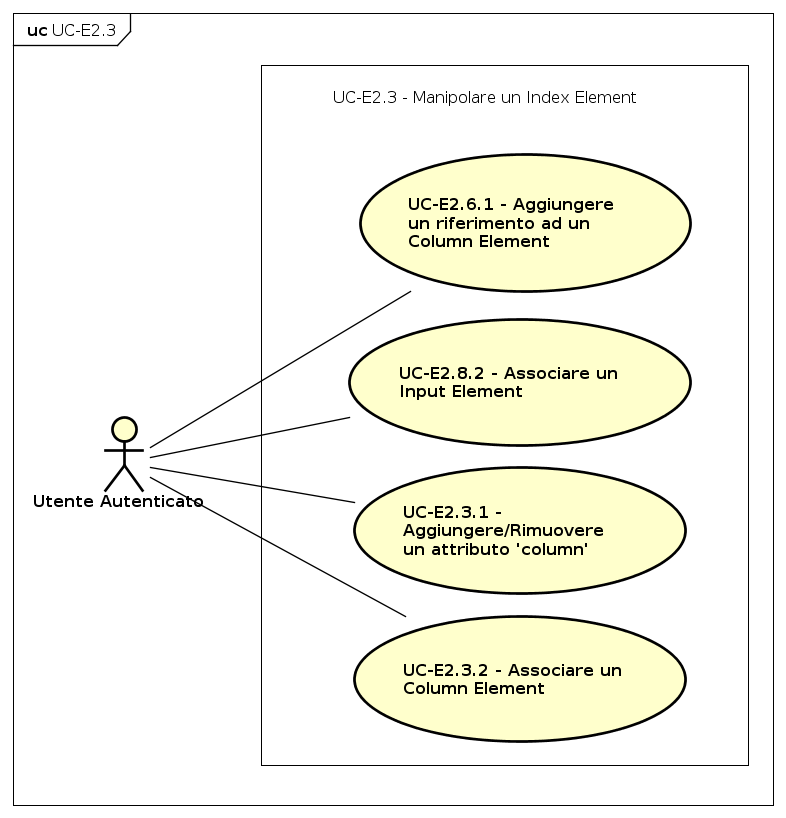 uc UC-E2.3
UC-E2.3 - Manipolare un Index Element
UC-E2.6.1 - Aggiungere
un riferimento ad un
Column Element
UC-E2.8.2 - Associare un
Input Element
Utente Autenticato
UC-E2.3.1 -
Aggiungere/Rimuovere
un attributo 'column'
UC-E2.3.2 - Associare un
Column Element